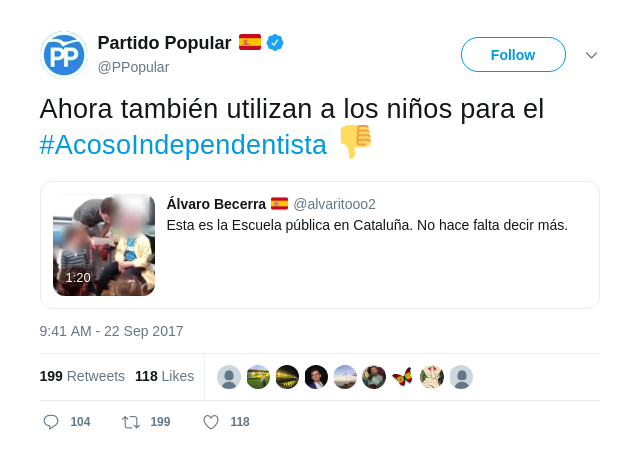 PP
Partido Popular 🇪🇸
@PPopular
Follow
Ahora también utilizan a los niños para el
#AcosoIndependentista 👎
Álvaro Becerra 🇪🇸 @alvaritooo2
Esta es la Escuela pública en Cataluña. No hace falta decir más.
1:20
9:41 AM - 22 Sep 2017
199 Retweets 118 Likes
104 199 118